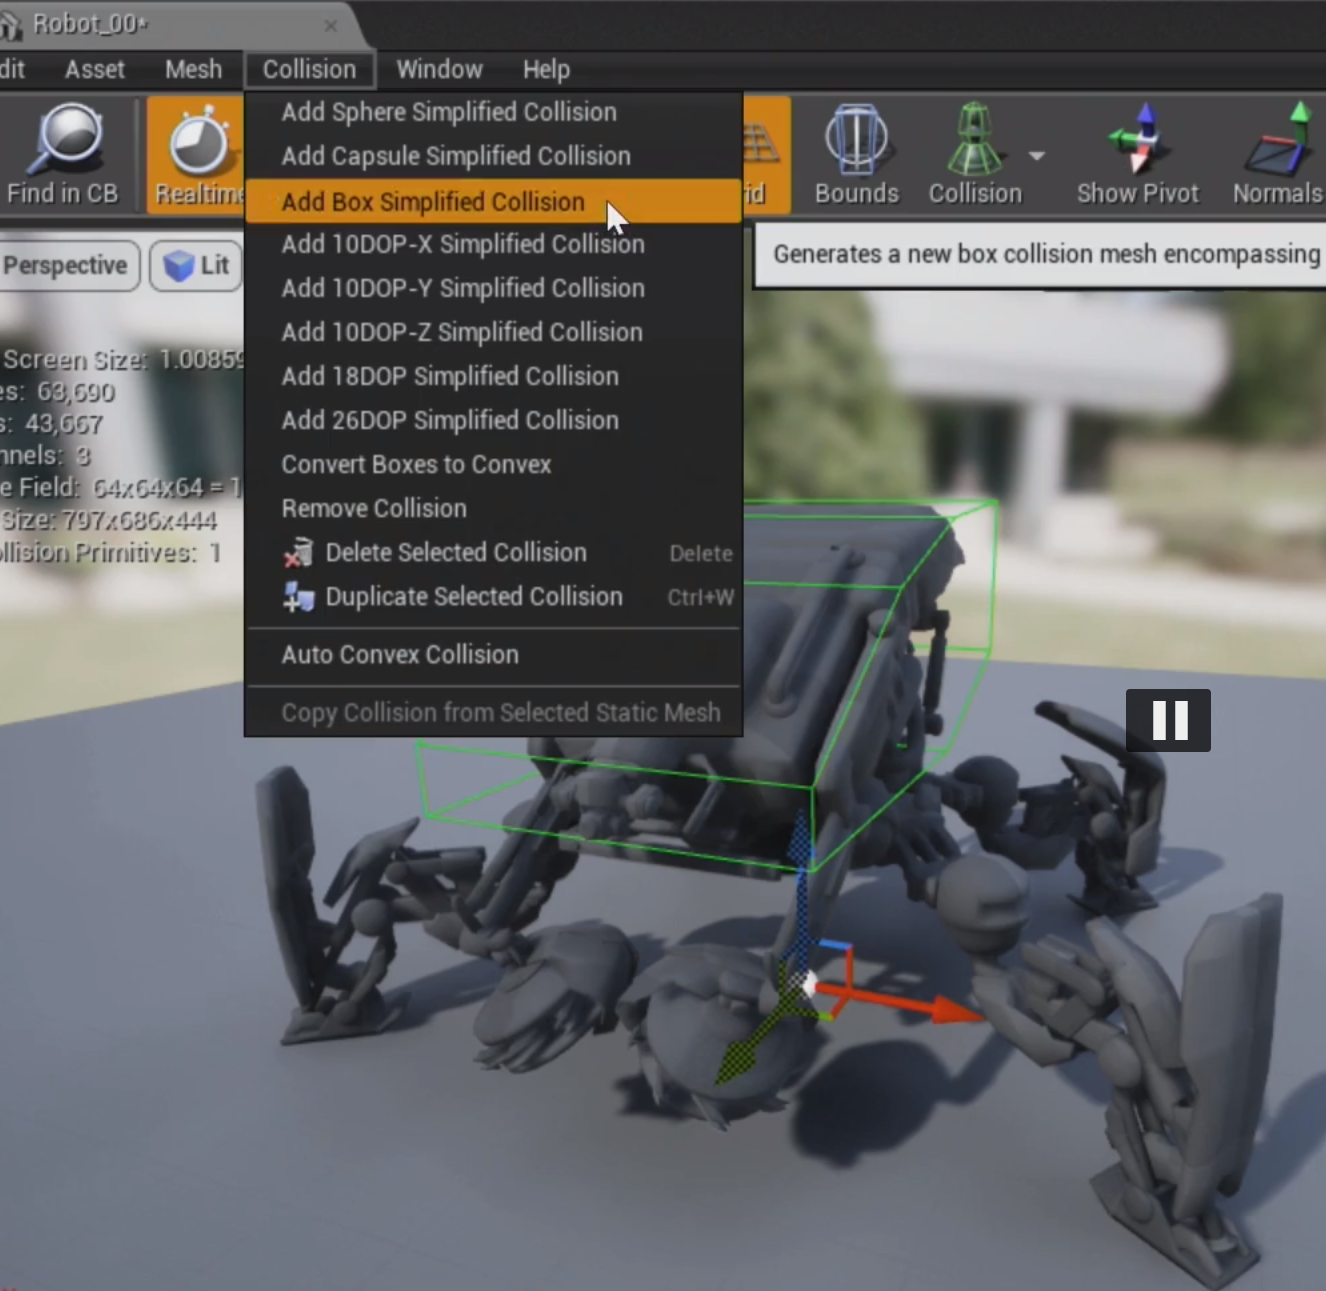 Robot_00*
dit Asset Mesh Collision Window Help
Find in CB Realtime id Bounds Collision Show Pivot Normals
Perspective Lit
Add Sphere Simplified Collision
Add Capsule Simplified Collision
Add Box Simplified Collision
Generates a new box collision mesh encompassing
Add 10DOP-X Simplified Collision
Add 10DOP-Y Simplified Collision
Add 10DOP-Z Simplified Collision
Add 18DOP Simplified Collision
Add 26DOP Simplified Collision
Convert Boxes to Convex
Remove Collision
Delete Selected Collision Delete
Duplicate Selected Collision Ctrl+W
Auto Convex Collision
Copy Collision from Selected Static Mesh
Screen Size: 1.00859
es: 63,690
s: 43,667
nnels: 3
e Field: 64x64x64 = 1
Size: 797x686x444
ollision Primitives: 1